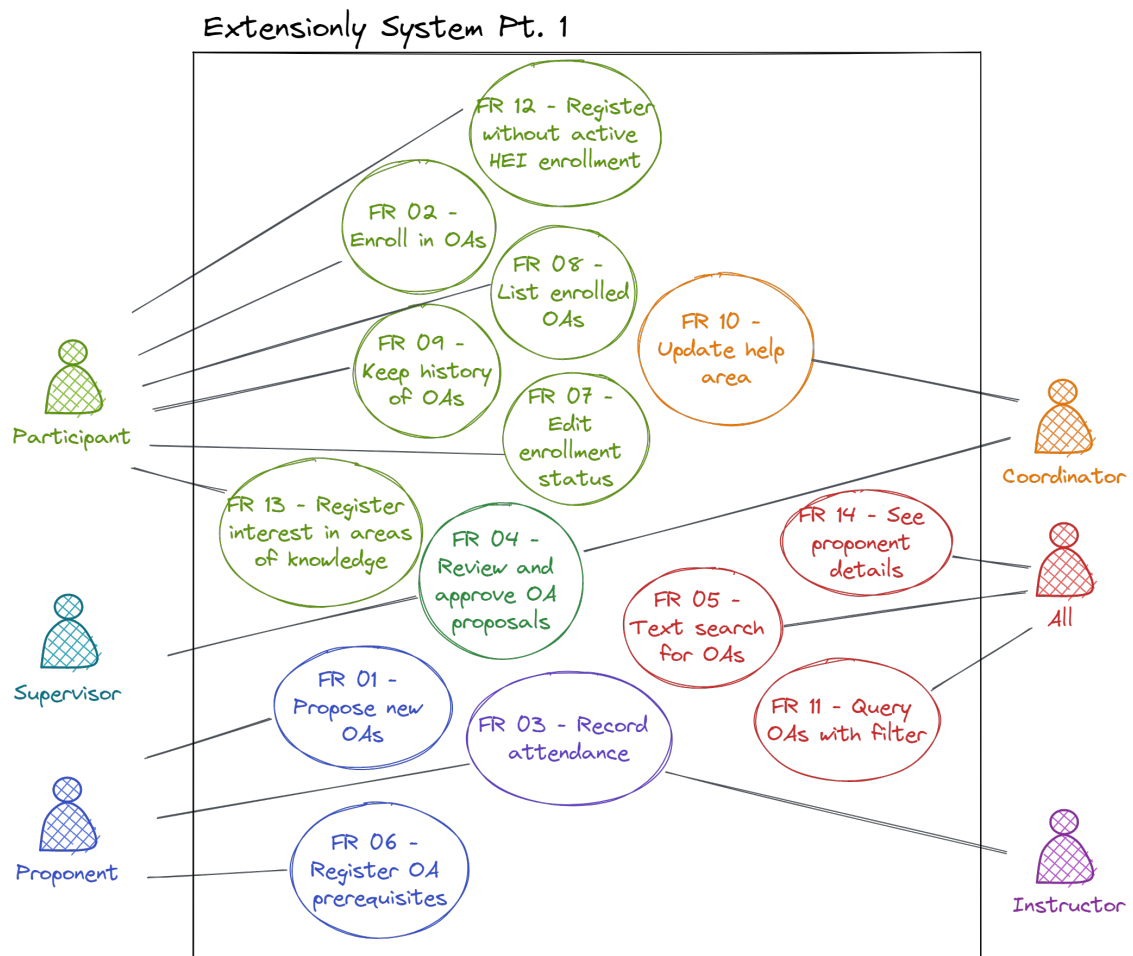 Extensionly System Pt. 1
FR 12 - Register
without active
HEI enrollment
FR 02 -
Enroll in OAs
FR 08 -
List enrolled
OAs
FR 10 -
Update help
area
FR 09 -
Keep history
of OAs
FR 07 -
Edit
enrollment
status
Participant
Coordinator
FR 13 - Register
interest in areas
of knowledge
FR 04 -
Review and
approve OA
proposals
FR 14 - See
proponent
details
FR 05 -
Text search
for OAs
All
Supervisor
FR 01 -
Propose new
OAs
FR 03 - Record
attendance
FR 11 - Query
OAs with filter
FR 06 -
Register OA
prerequisites
Proponent
Instructor